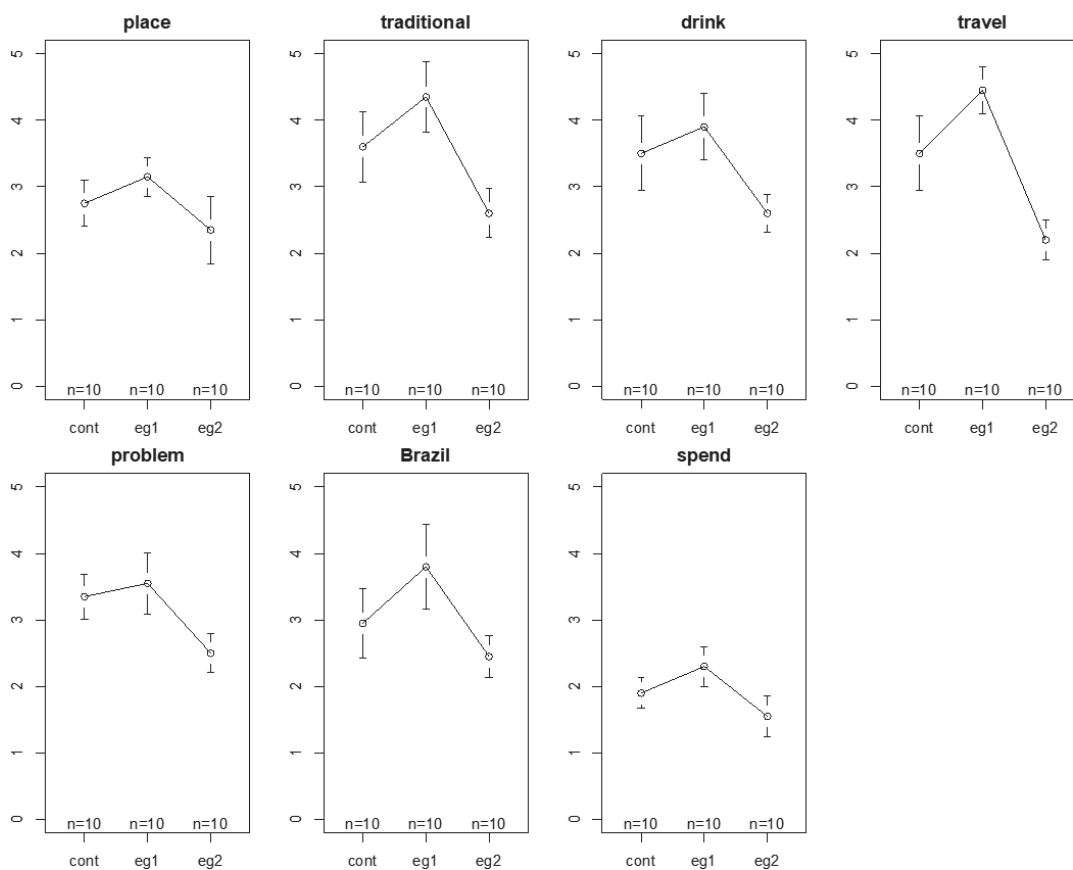 place traditional drink travel
5 5 5 5
4 4 4 4
3 3 3 3
2 2 2 2
1 1 1 1
0 0 0 0
n=10 n=10 n=10 n=10 n=10 n=10 n=10 n=10 n=10 n=10 n=10 n=10
cont eg1 eg2 cont eg1 eg2 cont eg1 eg2 cont eg1 eg2
problem Brazil spend
5 5 5
4 4 4
3 3 3
2 2 2
1 1 1
0 0 0
n=10 n=10 n=10 n=10 n=10 n=10 n=10 n=10 n=10
cont eg1 eg2 cont eg1 eg2 cont eg1 eg2